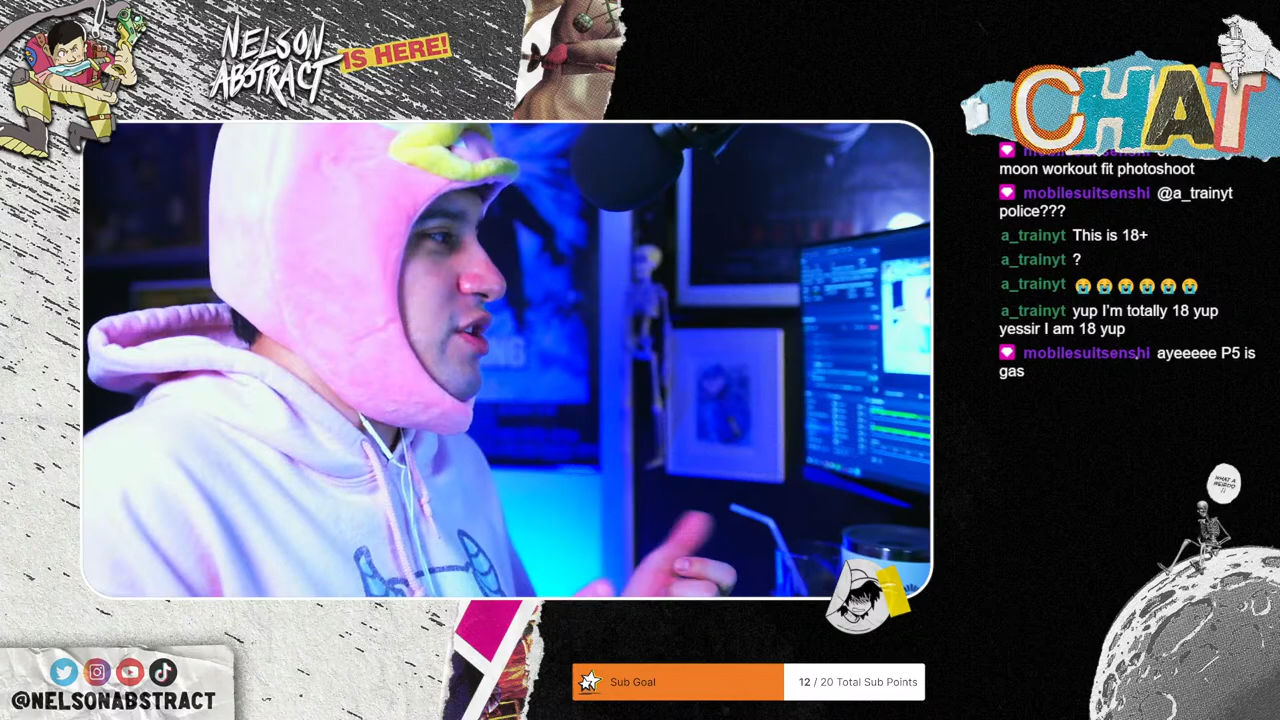 NELSON
ABSTRACT
IS HERE!
CHAT
moon workout fit photoshoot
mobilesuitsenshi @a_trainyt
police???
a_trainyt This is 18+
a_trainyt ?
a_trainyt 😭😭😭😭😭😭
a_trainyt yup I'm totally 18 yup
yessir I am 18 yup
mobilesuitsenshi ayeeeee P5 is
gas
WHAT A
WEIRDO
!!
Sub Goal
12 / 20 Total Sub Points
@NELSONABSTRACT